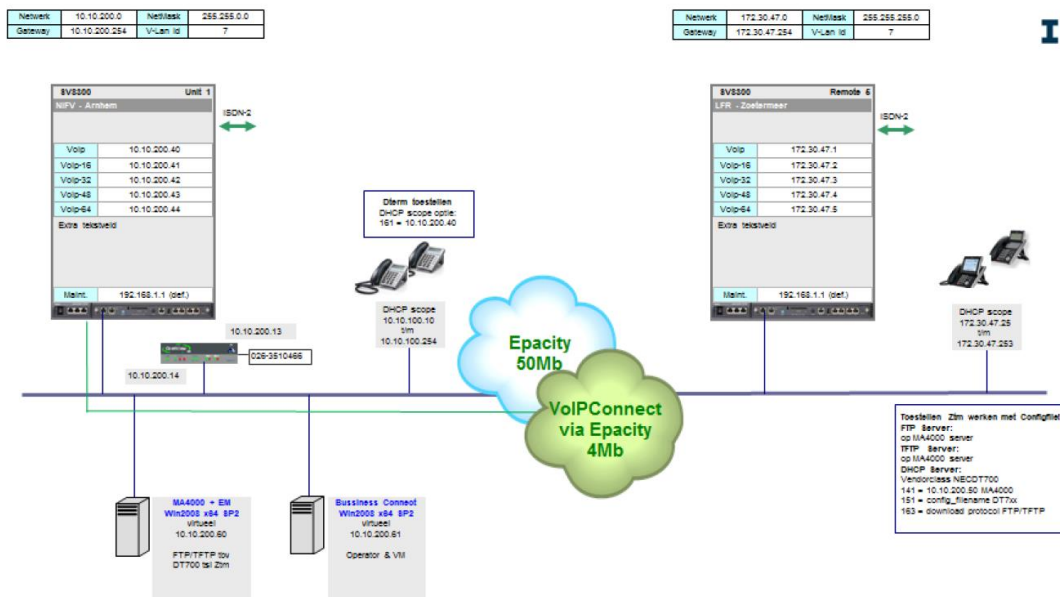 Netwerk 10.10.200.0 NetMask 255.255.0.0
Gateway 10.10.200.254 V-Lan Id 7
Netwerk 172.30.47.0 NetMask 255.255.255.0
Gateway 172.30.47.254 V-Lan Id 7
I
SV8300 Unit 1
NIFV - Arnhem
ISDN-2
Voip 10.10.200.40
Voip-16 10.10.200.41
Voip-32 10.10.200.42
Voip-48 10.10.200.43
Voip-64 10.10.200.44
Extra tekstveld
Maint. 192.168.1.1 (def.)
SV8300 Remote 5
LFR - Zoetermeer
ISDN-2
Voip 172.30.47.1
Voip-16 172.30.47.2
Voip-32 172.30.47.3
Voip-48 172.30.47.4
Voip-64 172.30.47.5
Extra tekstveld
Maint. 192.168.1.1 (def.)
Dterm toestellen
DHCP scope optie:
161 = 10.10.200.40
DHCP scope
10.10.100.10
t/m
10.10.100.254
DHCP scope
172.30.47.25
t/m
172.30.47.253
10.10.200.13
026-3510466
10.10.200.14
Epacity
50Mb
VoIPConnect
via Epacity
4Mb
Toestellen Ztm werken met Configfile
FTP Server:
op MA4000 server
TFTP Server:
op MA4000 server
DHCP Server:
Vendorclass NECDT700
141 = 10.10.200.50 MA4000
151 = config_filename DT7xx
163 = download protocol FTP/TFTP
MA4000 + EM
Win2008 x64 SP2
virtueel
10.10.200.50
FTP/TFTP tbv
DT700 tsl Ztm
Bussiness Connect
Win2008 x64 SP2
virtueel
10.10.200.51
Operator & VM